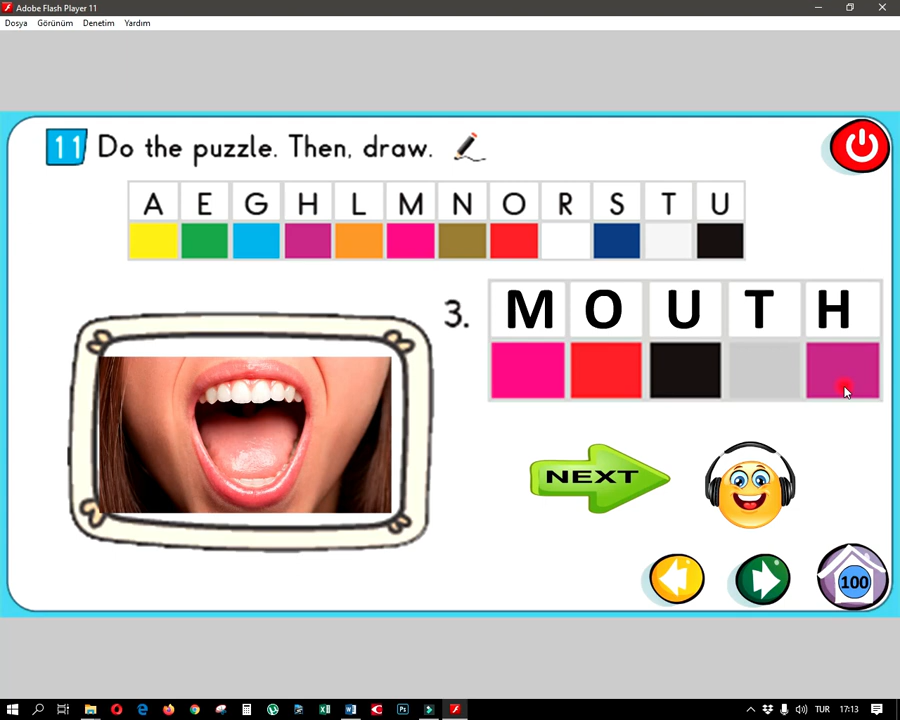 Adobe Flash Player 11
Dosya Görünüm Denetim Yardım
11 Do the puzzle. Then, draw.
A E G H L M N O R S T U
3. M O U T H
NEXT
100
TUR 17:13